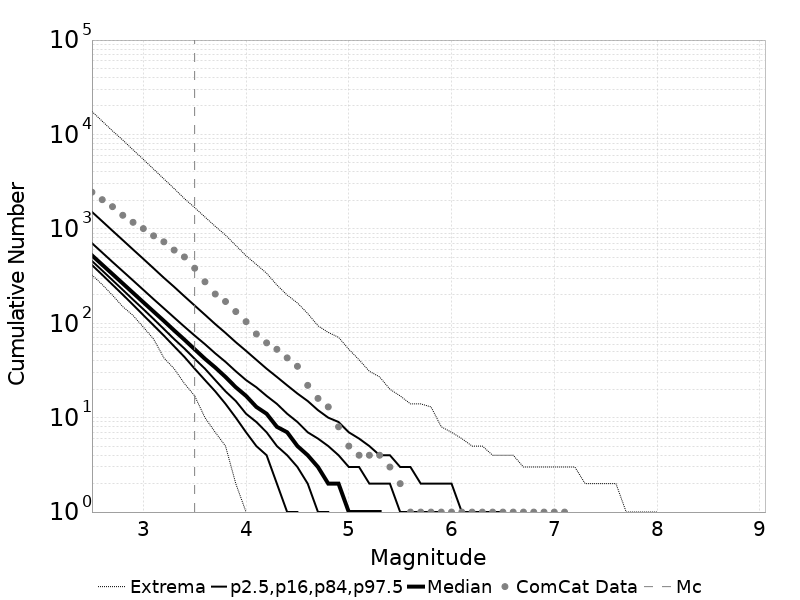 10^5
10^4
10^3
10^2
10^1
10^0
Cumulative Number
3 4 5 6 7 8 9
Magnitude
Extrema p2.5,p16,p84,p97.5 Median ComCat Data Mc